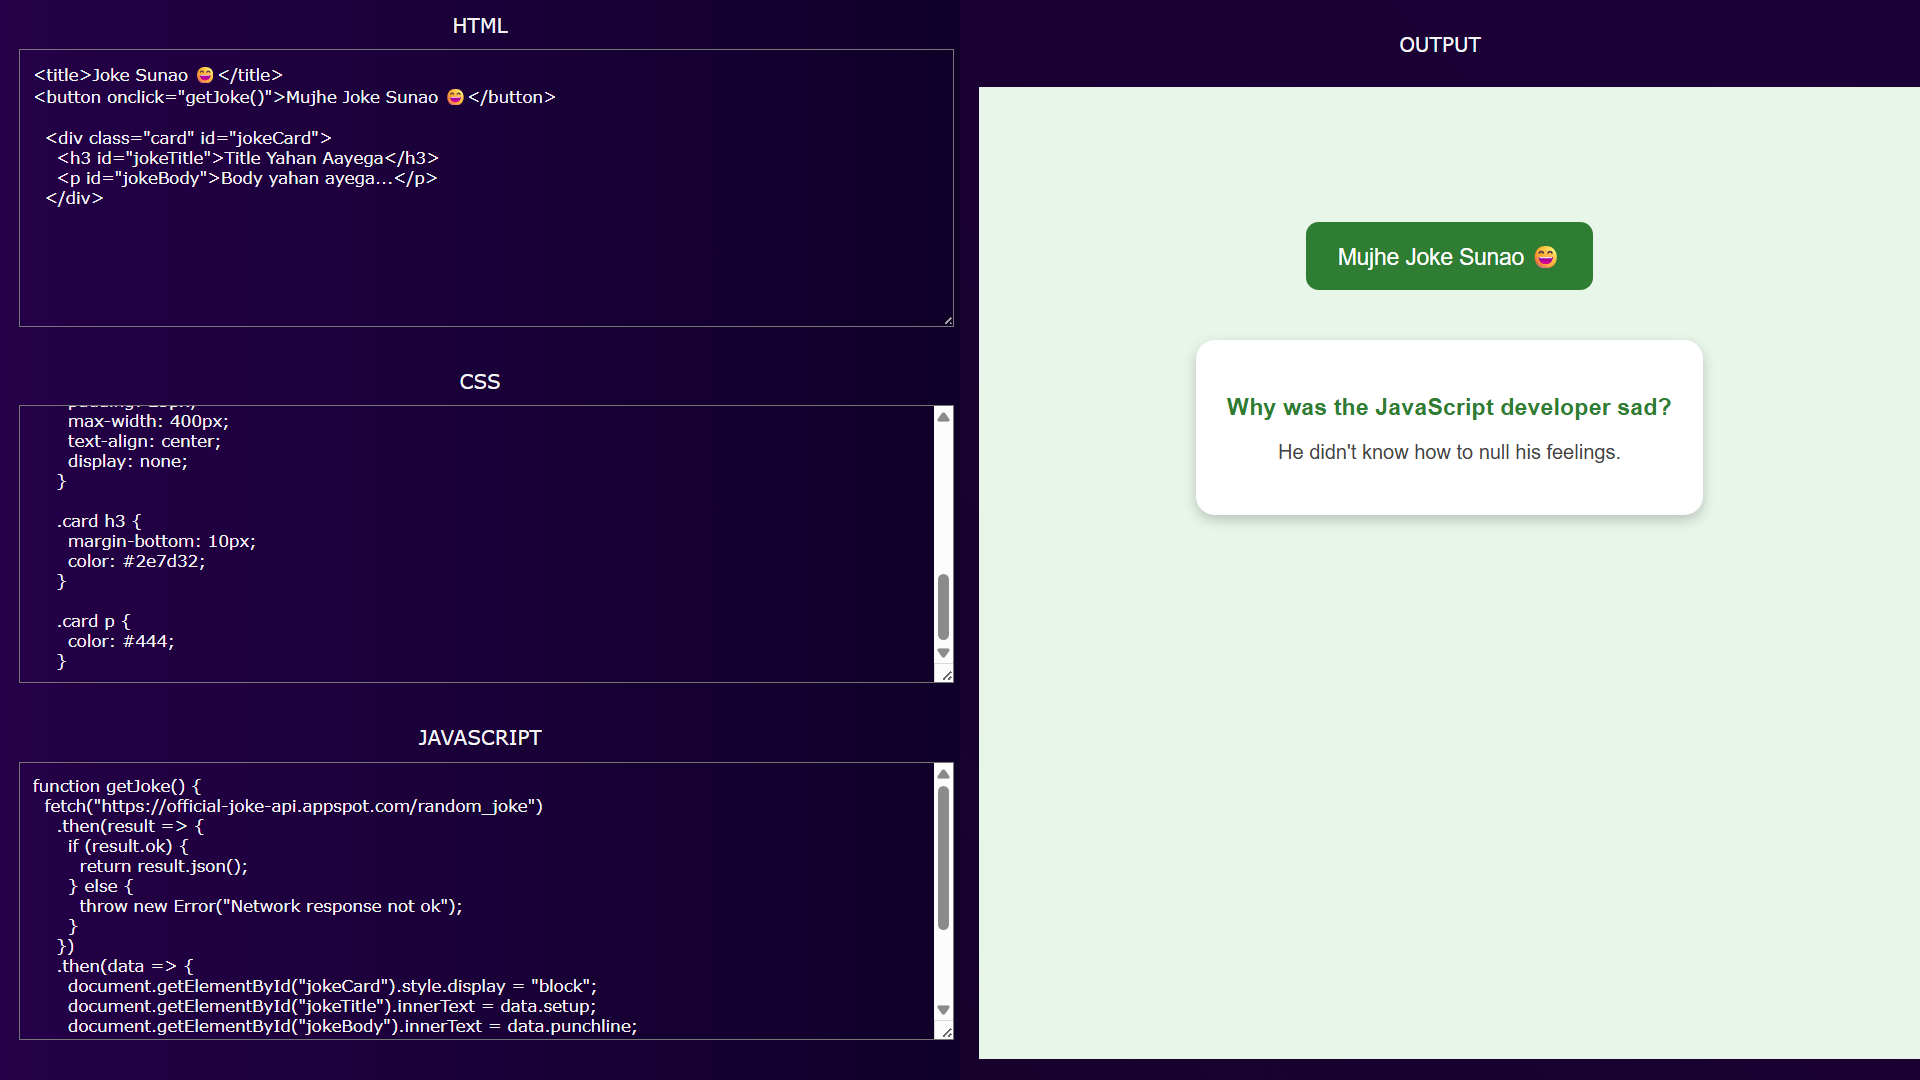 HTML
<title>Joke Sunao 😄</title>
<button onclick="getJoke()">Mujhe Joke Sunao 😄</button>
<div class="card" id="jokeCard">
<h3 id="jokeTitle">Title Yahan Aayega</h3>
<p id="jokeBody">Body yahan ayega...</p>
</div>
CSS
max-width: 400px;
text-align: center;
display: none;
}
.card h3 {
margin-bottom: 10px;
color: #2e7d32;
}
.card p {
color: #444;
}
JAVASCRIPT
function getJoke() {
fetch("https://official-joke-api.appspot.com/random_joke")
.then(result => {
if (result.ok) {
return result.json();
} else {
throw new Error("Network response not ok");
}
})
.then(data => {
document.getElementById("jokeCard").style.display = "block";
document.getElementById("jokeTitle").innerText = data.setup;
document.getElementById("jokeBody").innerText = data.punchline;
OUTPUT
Mujhe Joke Sunao 😄
Why was the JavaScript developer sad?
He didn't know how to null his feelings.